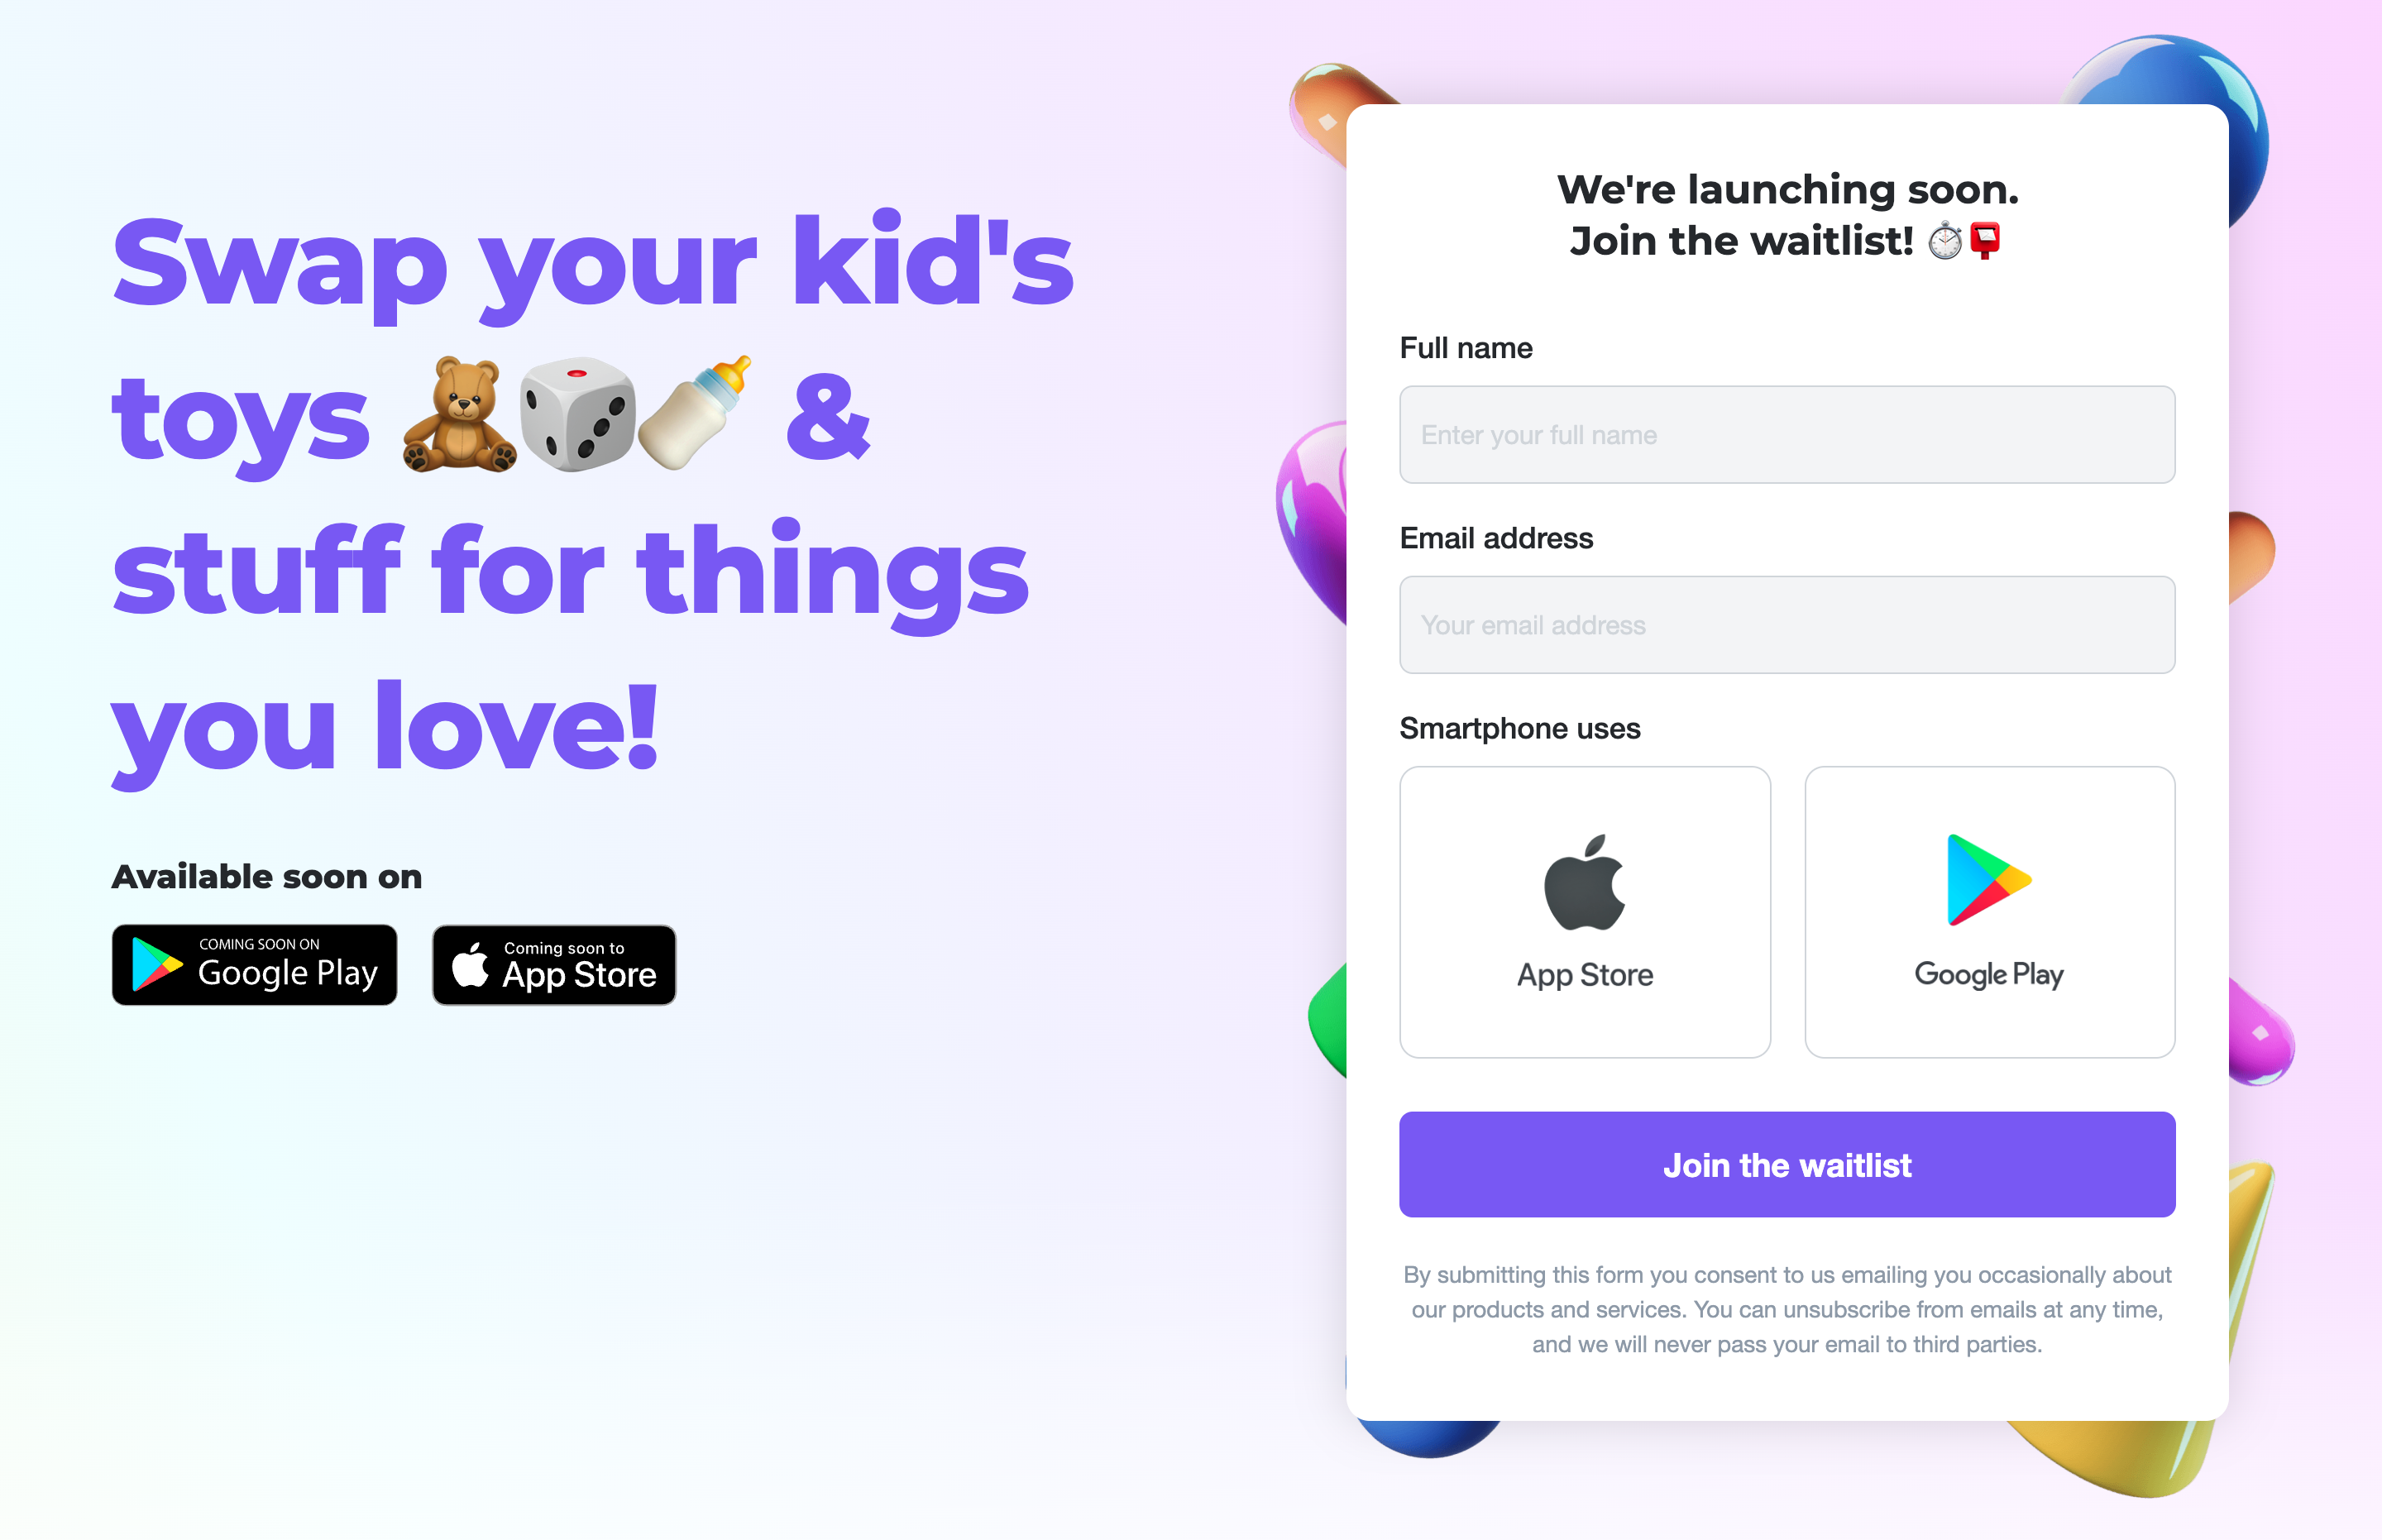 Swap your kid's
toys 🧸🎲🍼 &
stuff for things
you love!
Available soon on
COMING SOON ON
Google Play
Coming soon to
App Store
We're launching soon.
Join the waitlist! ⏱️📮
Full name
Enter your full name
Email address
Your email address
Smartphone uses
App Store
Google Play
Join the waitlist
By submitting this form you consent to us emailing you occasionally about
our products and services. You can unsubscribe from emails at any time,
and we will never pass your email to third parties.